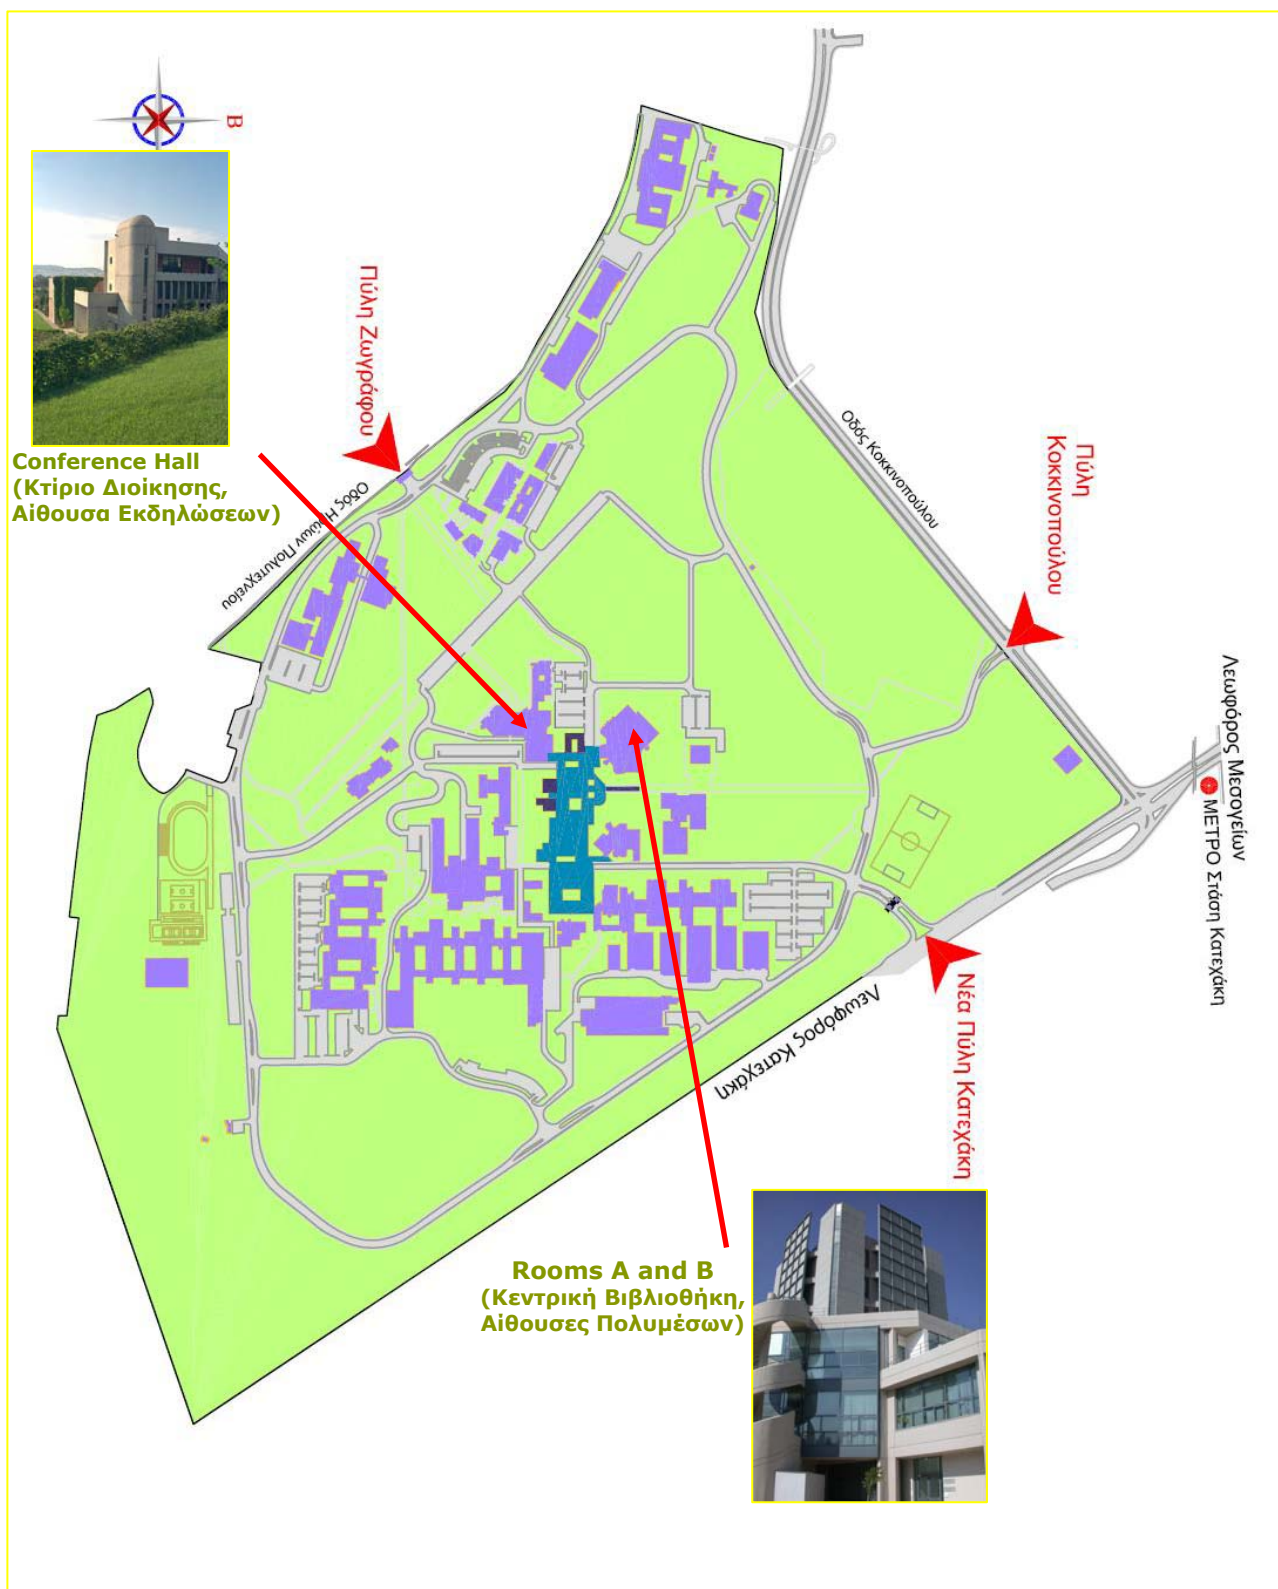 Β
Πύλη Ζωγράφου
Conference Hall
(Κτίριο Διοίκησης,
Αίθουσα Εκδηλώσεων)
Οδός Ηρώων Πολυτεχνείου
Οδός Κοκκινοπούλου
Πύλη
Κοκκινοπούλου
Λεωφόρος Μεσογείων
ΜΕΤΡΟ Στάση Κατεχάκη
Νέα Πύλη Κατεχάκη
Λεωφόρος Κατεχάκη
Rooms A and B
(Κεντρική Βιβλιοθήκη,
Αίθουσες Πολυμέσων)